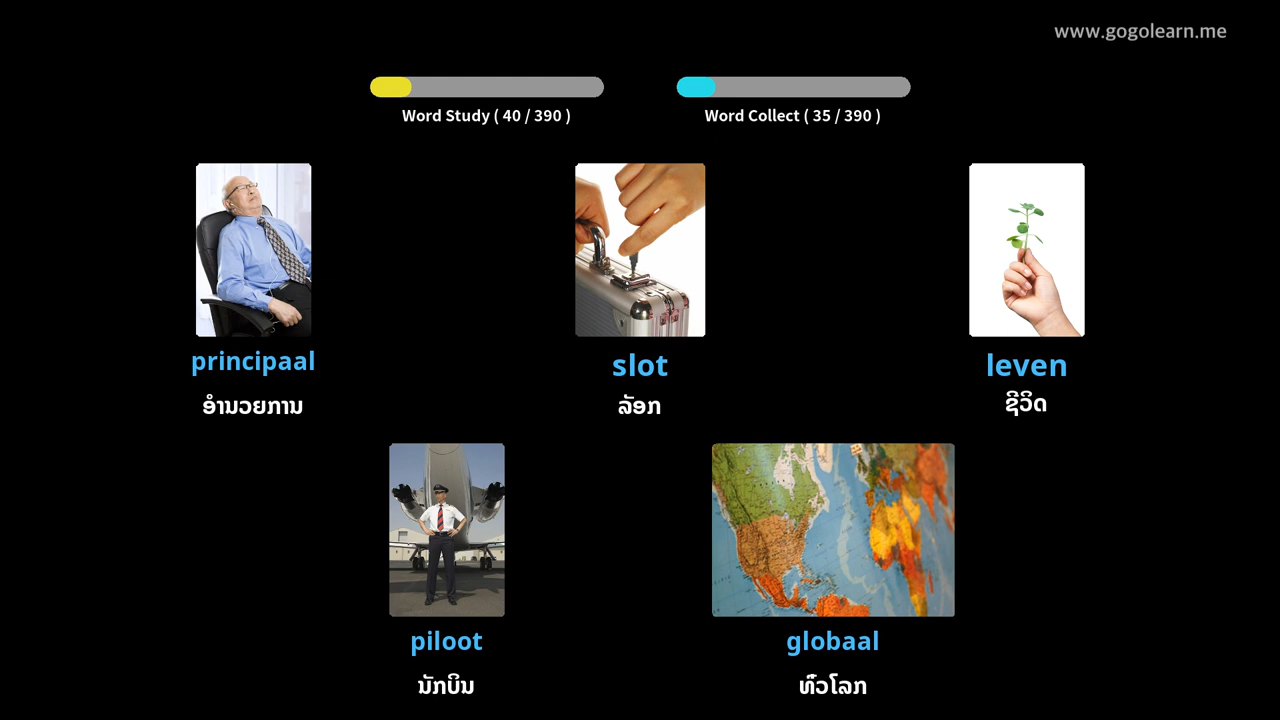 www.gogolearn.me
Word Study ( 40 / 390 )
Word Collect ( 35 / 390 )
principaal
ອໍານວຍການ
slot
ລັອກ
leven
ຊີວິດ
piloot
ນັກບິນ
globaal
ທົ່ວໂລກ